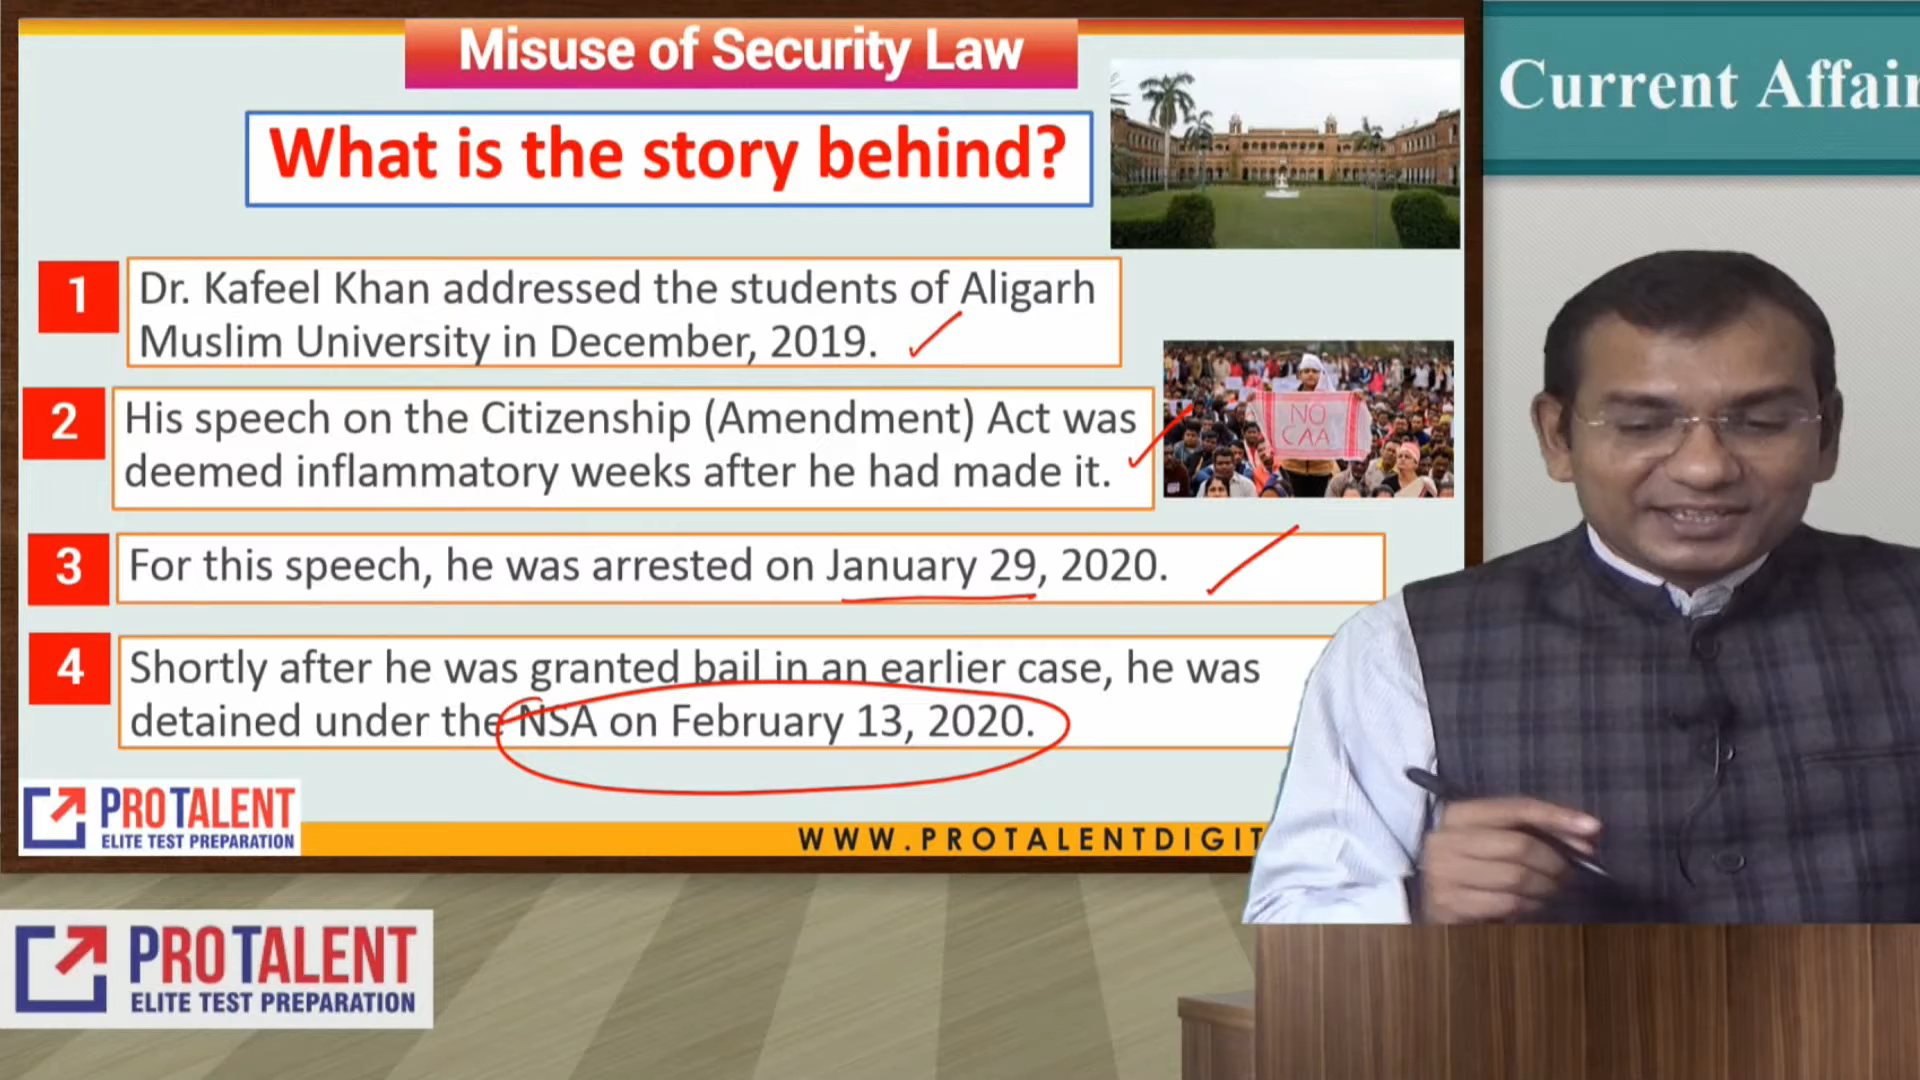 Misuse of Security Law
Current Affair
What is the story behind?
1
Dr. Kafeel Khan addressed the students of Aligarh
Muslim University in December, 2019.
2
His speech on the Citizenship (Amendment) Act was
deemed inflammatory weeks after he had made it.
NO
CAA
3
For this speech, he was arrested on January 29, 2020.
4
Shortly after he was granted bail in an earlier case, he was
detained under the NSA on February 13, 2020.
PROTALENT
ELITE TEST PREPARATION
WWW.PROTALENTDIGIT
PROTALENT
ELITE TEST PREPARATION